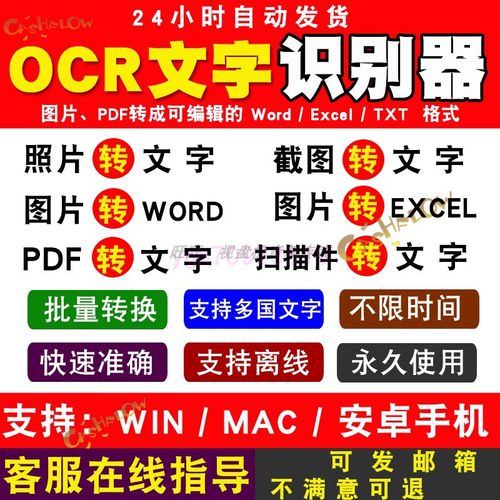 CASHALOW
24小时自动发货
OCR文字识别器
图片、PDF转成可编辑的 Word / Excel / TXT 格式
照片转文字 截图转文字
图片转WORD 图片转EXCEL
CASHALOW
PDF转文字 扫描件转文字
批量转换 支持多国文字 不限时间
快速准确 支持离线 永久使用
CASHALOW
支持：WIN / MAC / 安卓手机
CASHALOW
客服在线指导 可发邮箱
不满意可退